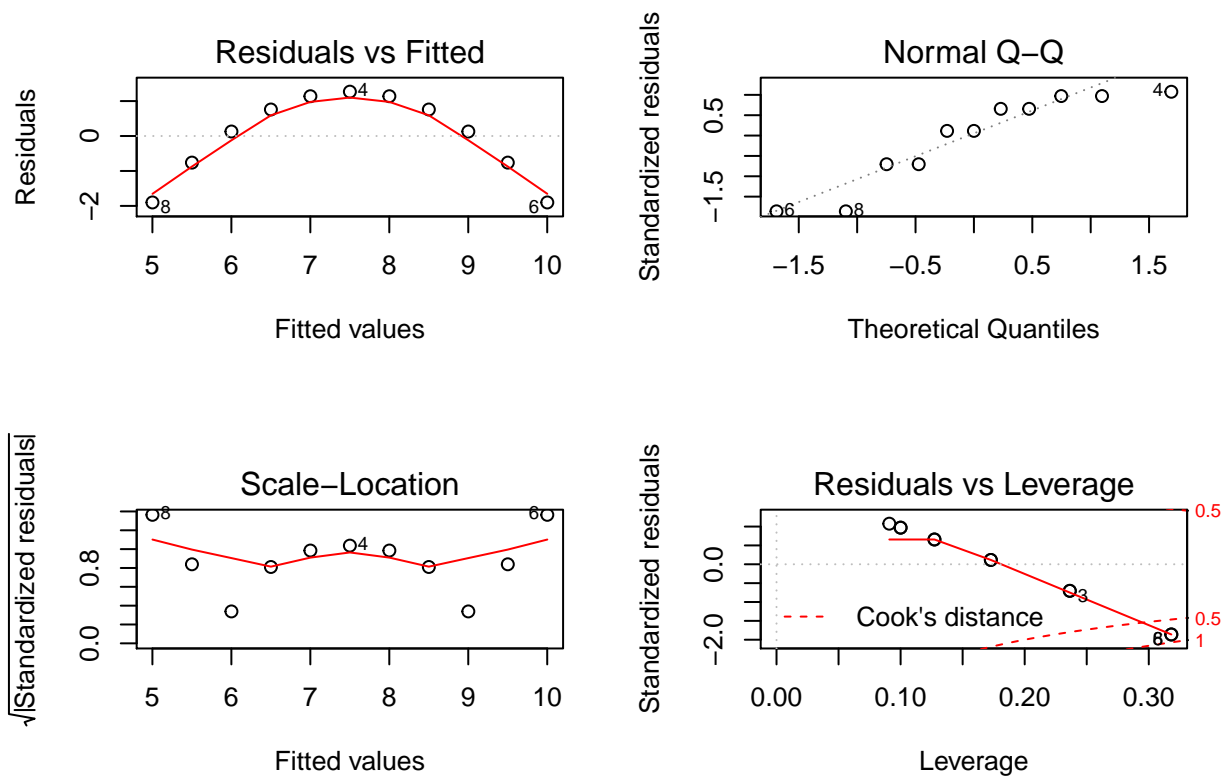 Residuals vs Fitted
Residuals
0
−2
4
8
6
5 6 7 8 9 10
Fitted values
Normal Q−Q
Standardized residuals
0.5
−1.5
4
6
8
−1.5 −0.5 0.5 1.5
Theoretical Quantiles
Scale−Location
√|Standardized residuals|
0.8
0.0
8
4
6
5 6 7 8 9 10
Fitted values
Residuals vs Leverage
Standardized residuals
0.0
−2.0
0.5
0.5
1
3
6
Cook's distance
0.00 0.10 0.20 0.30
Leverage